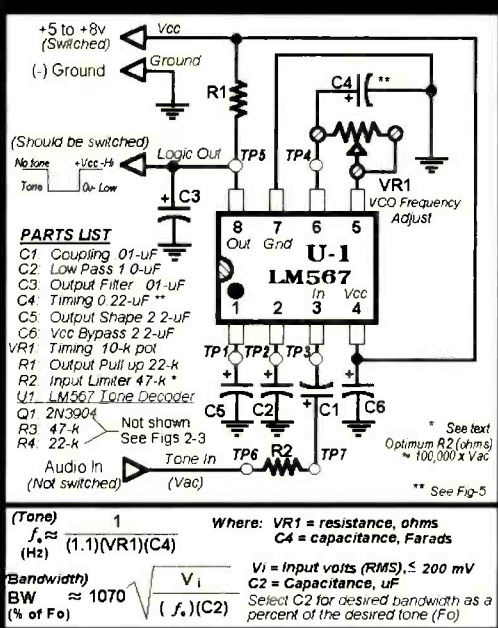 +5 to +8v
(Switched)
Vcc
(-) Ground
Ground
R1
C4
**
+
(Should be switched)
No tone
+Vcc -Hi
Tone
0v- Low
Logic Out
TP5
TP4
VR1
VCO Frequency
Adjust
+
C3
8
7
6
5
Out
Gnd
U-1
LM567
In
Vcc
1
2
3
4
PARTS LIST
C1: Coupling .01-uF
C2: Low Pass 1.0-uF
C3: Output Filter .01-uF
C4: Timing 0.22-uF **
C5: Output Shape 2.2-uF
C6: Vcc Bypass 2.2-uF
VR1: Timing 10-k pot
R1: Output Pull up 22-k
R2: Input Limiter 47-k *
U1: LM567 Tone Decoder
Q1: 2N3904
R3: 47-k
R4: 22-k
Not shown
See Figs 2-3
TP1
TP2
TP3
+
+
+
+
C5
C2
C1
C6
Audio In
(Not switched)
Tone In
(Vac)
TP6
R2
TP7
* See text
Optimum R2 (ohms)
≈ 100,000 x Vac
** See Fig-5
(Tone)
fₒ ≈ 1 / (1.1)(VR1)(C4)
(Hz)
Where: VR1 = resistance, ohms
C4 = capacitance, Farads
(Bandwidth)
BW ≈ 1070 √ Vi / (fₒ)(C2)
(% of Fo)
Vi = Input volts (RMS), ≤ 200 mV
C2 = Capacitance, uF
Select C2 for desired bandwidth as a
percent of the desired tone (Fo)